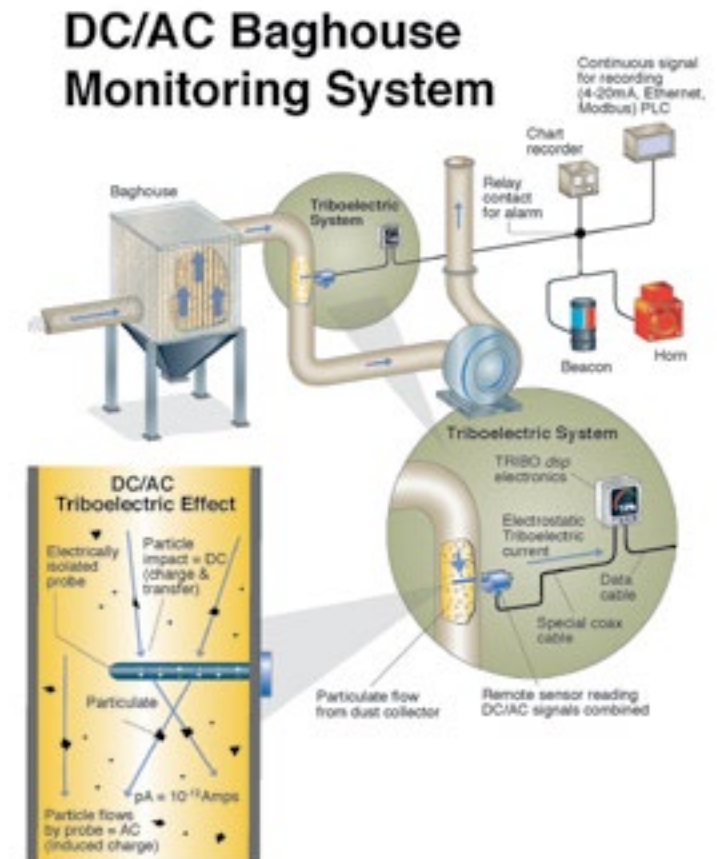 DC/AC Baghouse
Monitoring System
Continuous signal
for recording
(4-20mA, Ethernet,
Modbus) PLC
Chart
recorder
Baghouse
Triboelectric
System
Relay
contact
for alarm
Beacon
Horn
Triboelectric System
TRIBO dsp
electronics
Electrostatic
Triboelectric
current
Data
cable
Special coax
cable
Particulate flow
from dust collector
Remote sensor reading
DC/AC signals combined
DC/AC
Triboelectric Effect
Electrically
isolated
probe
Particle
impact = DC
(charge &
transfer)
Particulate
pA = 10-12Amps
Particle flows
by probe = AC
(induced charge)